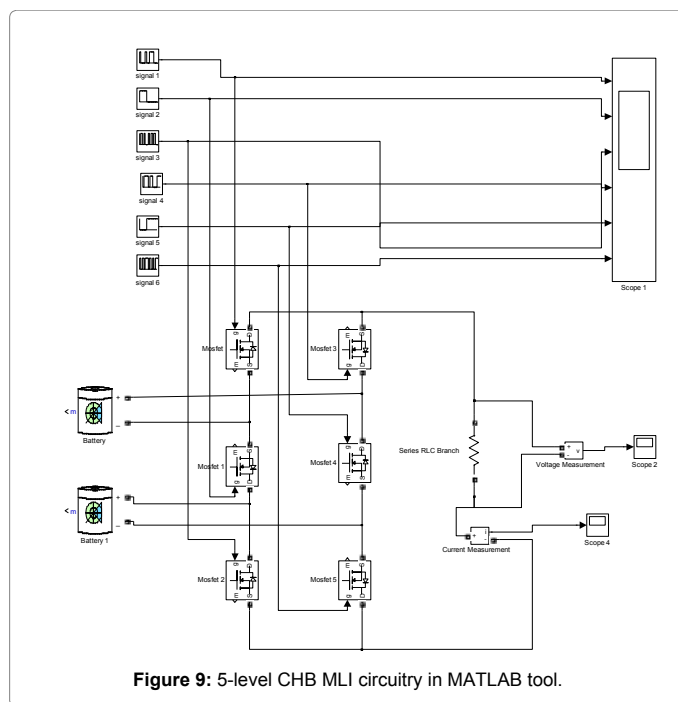 signal 1
signal 2
signal 3
signal 4
signal 5
signal 6
Scope 1
Mosfet
g
m
D
S
Mosfet 3
g
m
D
S
< m
+
–
Battery
Mosfet 1
g
m
D
S
Mosfet 4
g
m
D
S
Series RLC Branch
+
-
v
Voltage Measurement
Scope 2
< m
+
–
Battery 1
+
i
-
Current Measurement
Scope 4
Mosfet 2
g
m
D
S
Mosfet 5
g
m
D
S
Figure 9: 5-level CHB MLI circuitry in MATLAB tool.